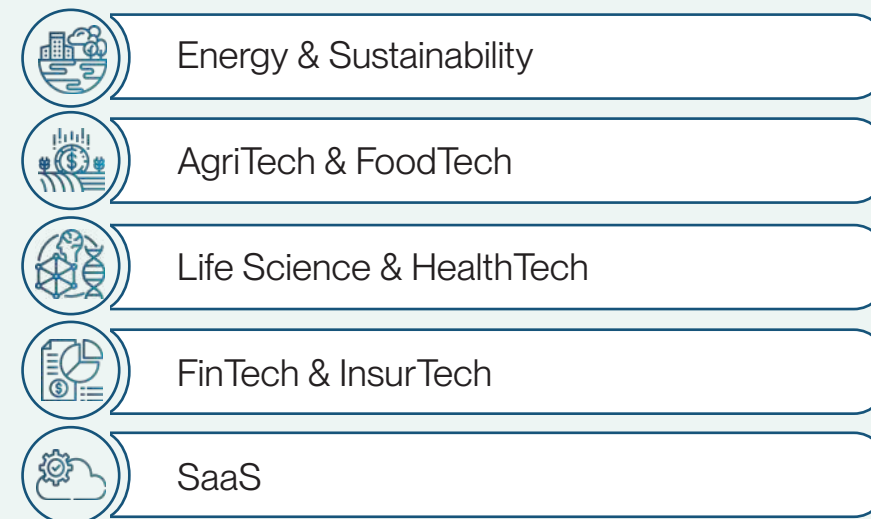 Energy & Sustainability
AgriTech & FoodTech
Life Science & HealthTech
FinTech & InsurTech
SaaS